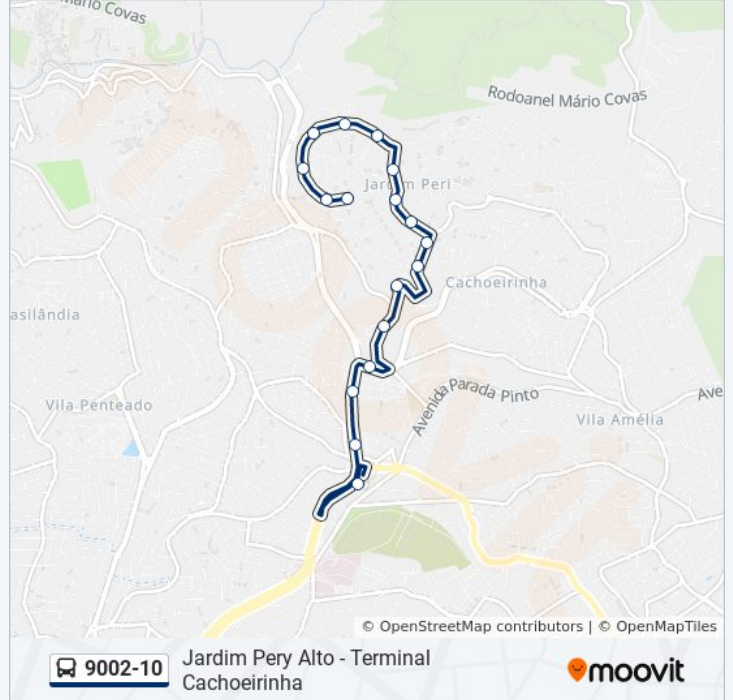 Mário Covas
Rodoanel Mário Covas
Jardim Peri
Cachoeirinha
asilândia
Avenida Parada Pinto
Ave
Vila Penteado
Vila Amélia
© OpenStreetMap contributors | © OpenMapTiles
9002-10
Jardim Pery Alto - Terminal
Cachoeirinha
moovit